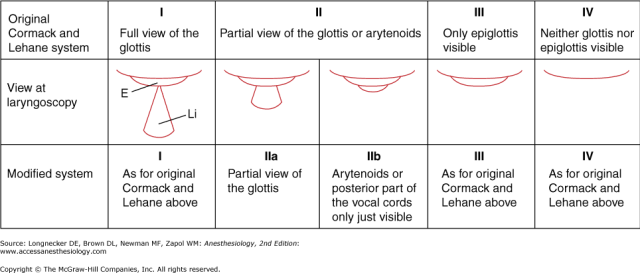 Original
Cormack and
Lehane system
I
Full view of the
glottis
II
Partial view of the glottis or arytenoids
III
Only epiglottis
visible
IV
Neither glottis nor
epiglottis visible
View at
laryngoscopy
E
Li
Modified system
I
As for original
Cormack and
Lehane above
IIa
Partial view of
the glottis
IIb
Arytenoids or
posterior part of
the vocal cords
only just visible
III
As for original
Cormack and
Lehane above
IV
As for original
Cormack and
Lehane above
Source: Longnecker DE, Brown DL, Newman MF, Zapol WM: Anesthesiology, 2nd Edition:
www.accessanesthesiology.com
Copyright © The McGraw-Hill Companies, Inc. All rights reserved.